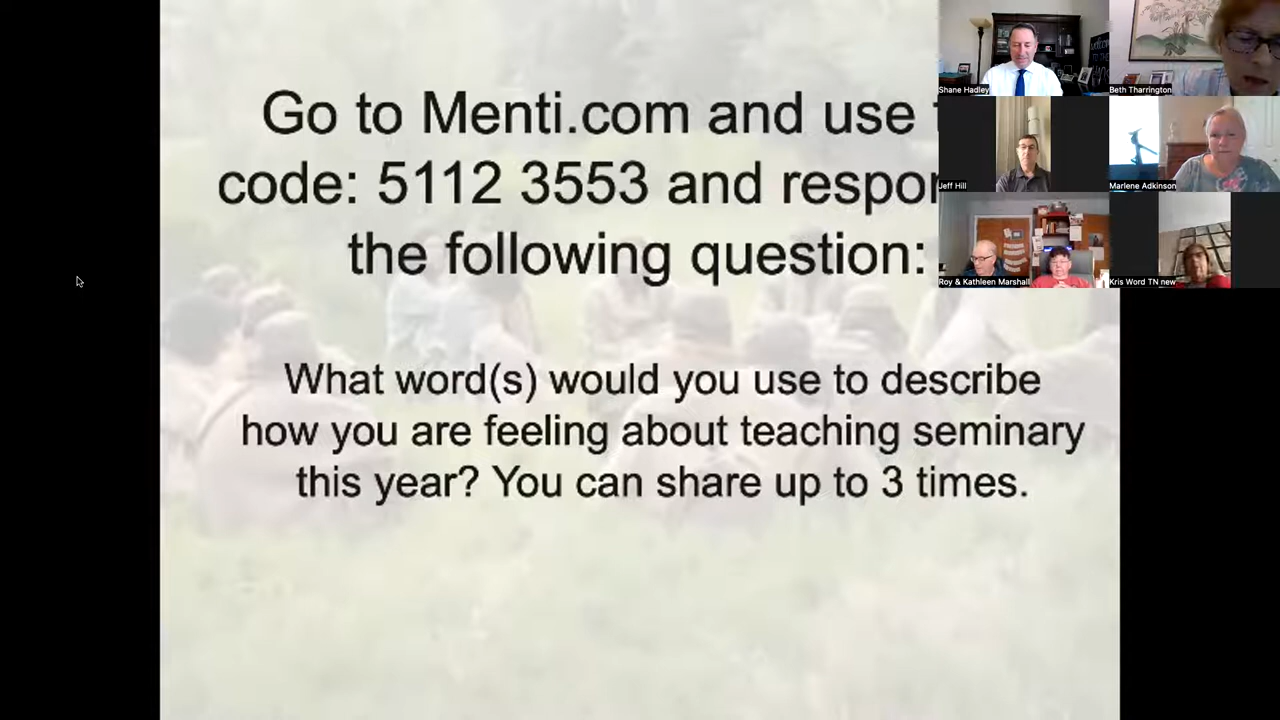 Go to Menti.com and use
code: 5112 3553 and respon
the following question:
What word(s) would you use to describe
how you are feeling about teaching seminary
this year? You can share up to 3 times.
Shane Hadley
Beth Tharrington
Jeff Hill
Marlene Adkinson
Roy & Kathleen Marshall
Kris Word TN new